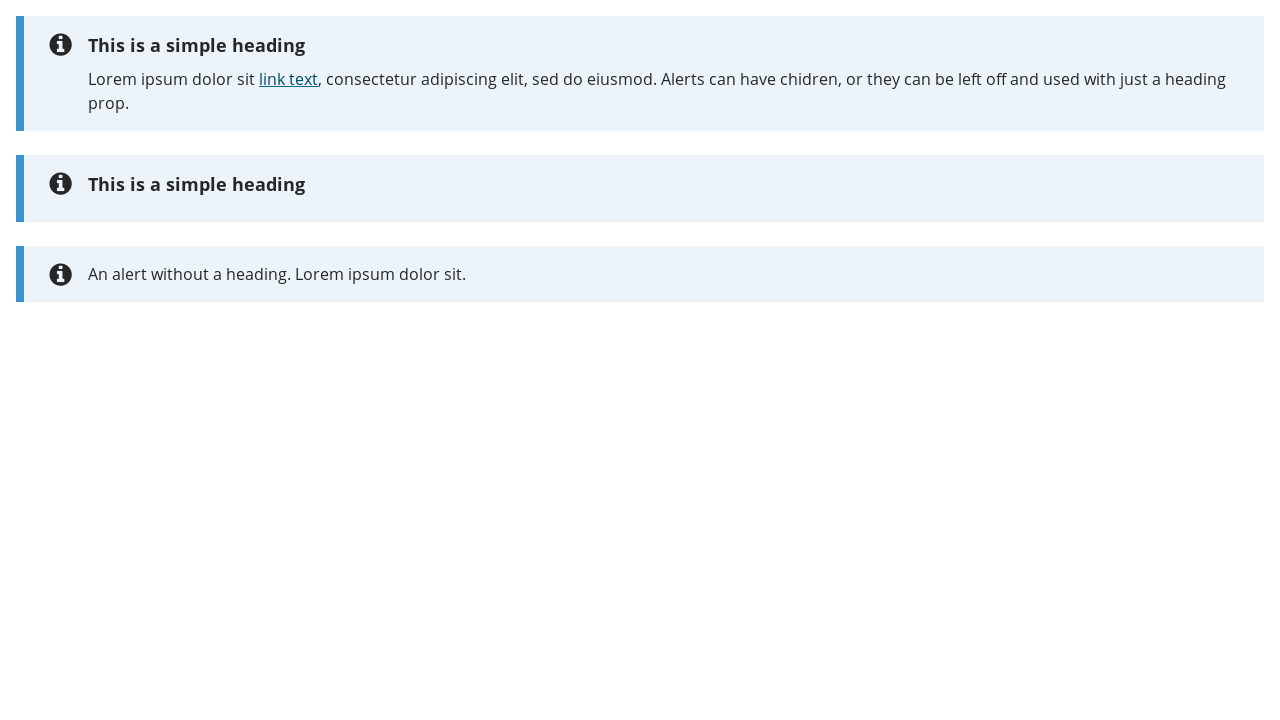 This is a simple heading
Lorem ipsum dolor sit link text, consectetur adipiscing elit, sed do eiusmod. Alerts can have chidren, or they can be left off and used with just a heading
prop.
This is a simple heading
An alert without a heading. Lorem ipsum dolor sit.